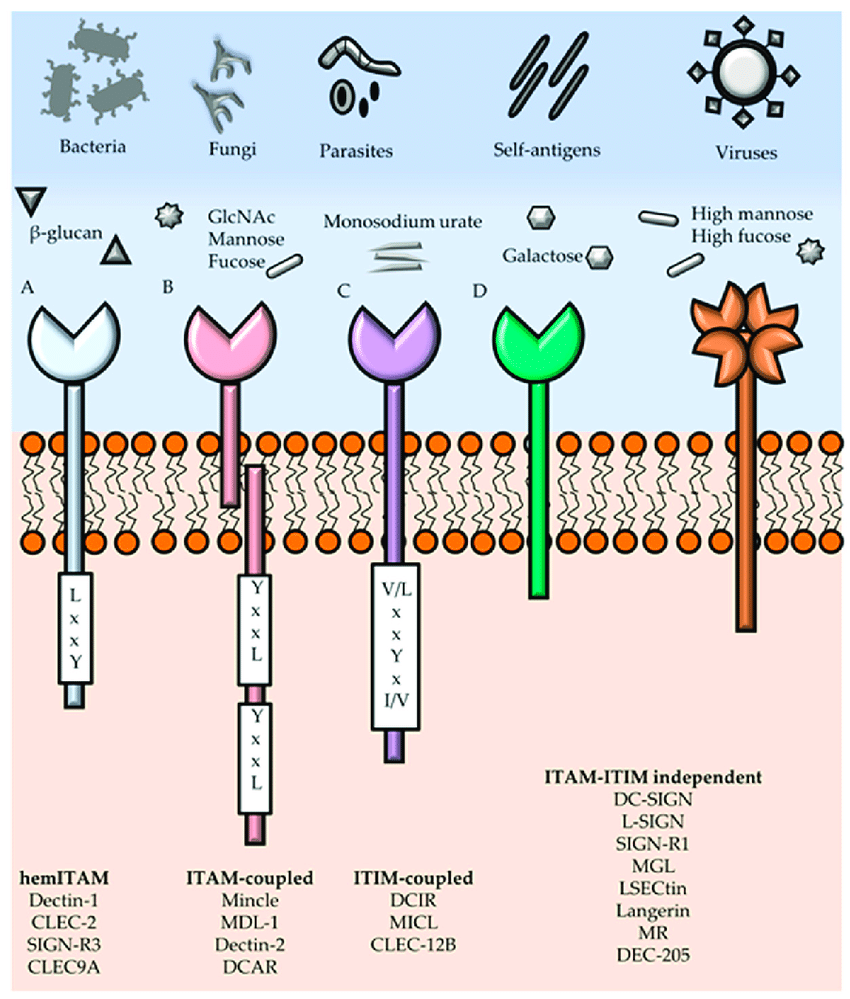 Bacteria
Fungi
Parasites
Self-antigens
Viruses
β-glucan
GlcNAc
Mannose
Fucose
Monosodium urate
Galactose
High mannose
High fucose
A
B
C
D
L
x
x
Y
Y
x
x
L
Y
x
x
L
V/L
x
x
Y
x
I/V
hemITAM
Dectin-1
CLEC-2
SIGN-R3
CLEC9A
ITAM-coupled
Mincle
MDL-1
Dectin-2
DCAR
ITIM-coupled
DCIR
MICL
CLEC-12B
ITAM-ITIM independent
DC-SIGN
L-SIGN
SIGN-R1
MGL
LSECtin
Langerin
MR
DEC-205